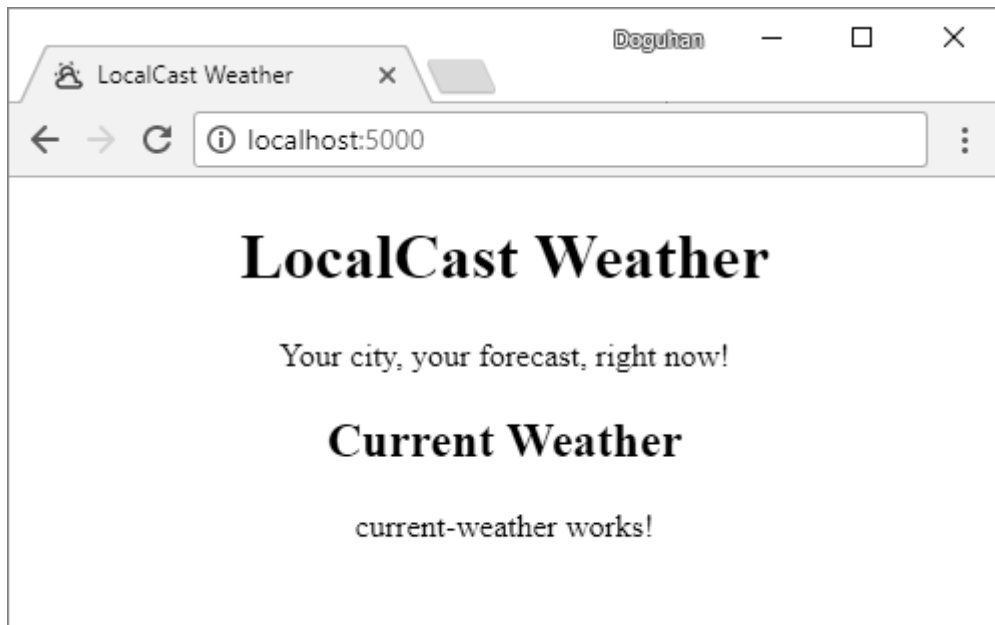 Doguhan
LocalCast Weather
localhost:5000
LocalCast Weather
Your city, your forecast, right now!
Current Weather
current-weather works!